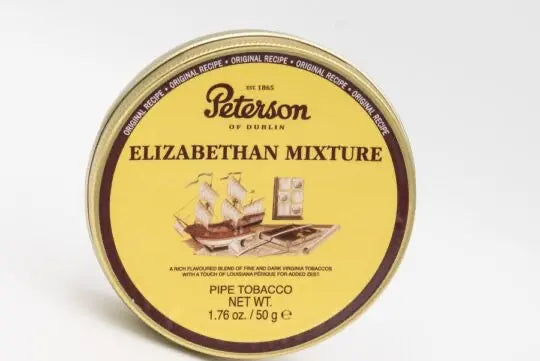 ORIGINAL RECIPE • ORIGINAL RECIPE • ORIGINAL RECIPE • ORIGINAL RECIPE • ORIGINAL RECIPE
EST. 1865
Peterson
OF DUBLIN
ELIZABETHAN MIXTURE
A RICH FLAVOURED BLEND OF FINE AND DARK VIRGINIA TOBACCOS
WITH A TOUCH OF LOUISIANA PÉRIQUE FOR ADDED ZEST.
PIPE TOBACCO
NET WT.
1.76 oz. / 50 g ℮